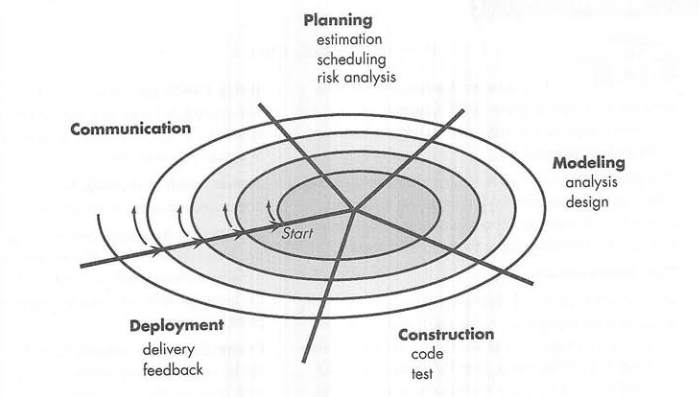 Planning
estimation
scheduling
risk analysis
Communication
Modeling
analysis
design
Start
Deployment
delivery
feedback
Construction
code
test